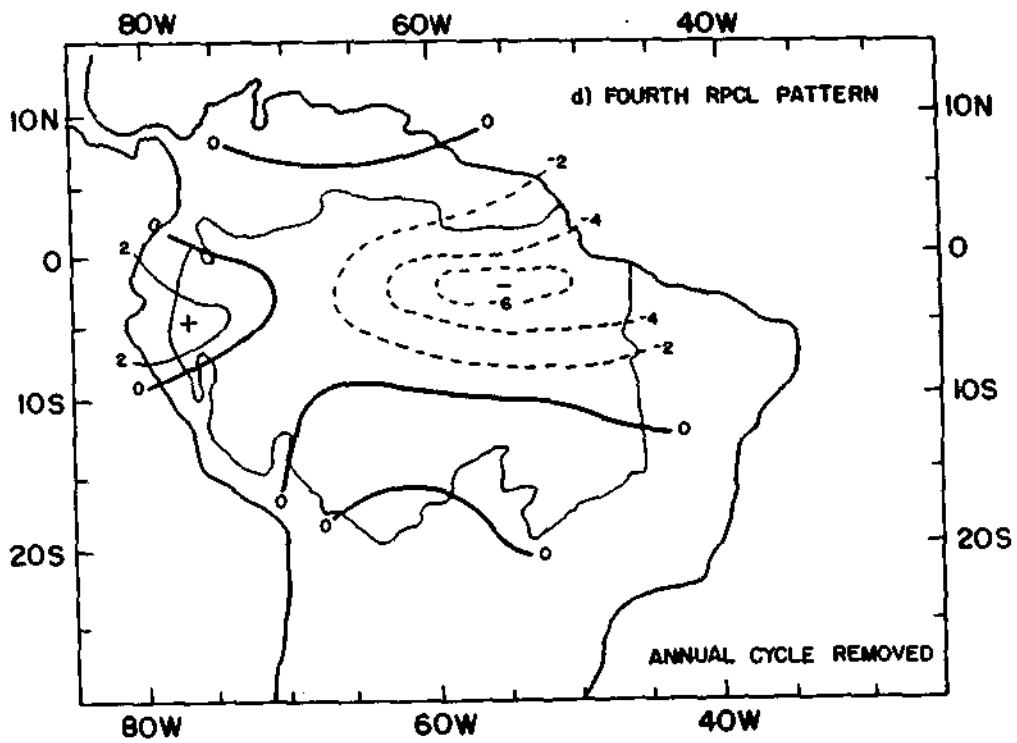 80W 60W 40W
d) FOURTH RPCL PATTERN
10N 10N
0 0
-2
-4
0
2
0
0 0
-
6
+
-4
2
-2
0
10S 10S
0
0
0
0
20S 20S
ANNUAL CYCLE REMOVED
80W 60W 40W